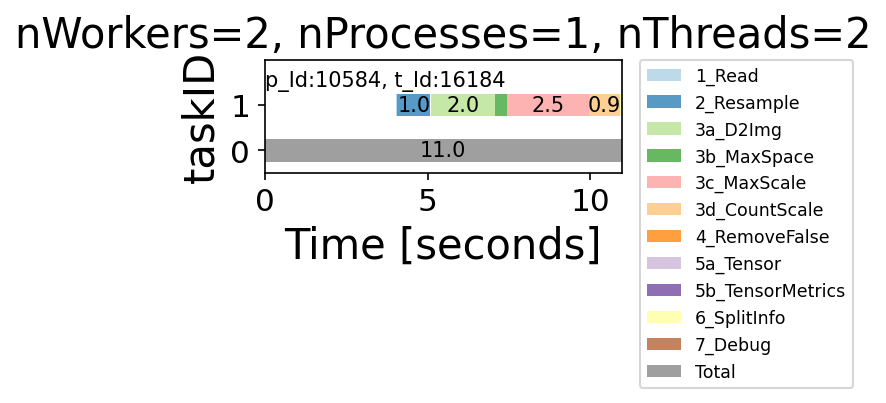 nWorkers=2, nProcesses=1, nThreads=2
taskID
p_Id:10584, t_Id:16184
1
1.0 2.0 2.5 0.9
0
11.0
0 5 10
Time [seconds]
1_Read
2_Resample
3a_D2Img
3b_MaxSpace
3c_MaxScale
3d_CountScale
4_RemoveFalse
5a_Tensor
5b_TensorMetrics
6_SplitInfo
7_Debug
Total